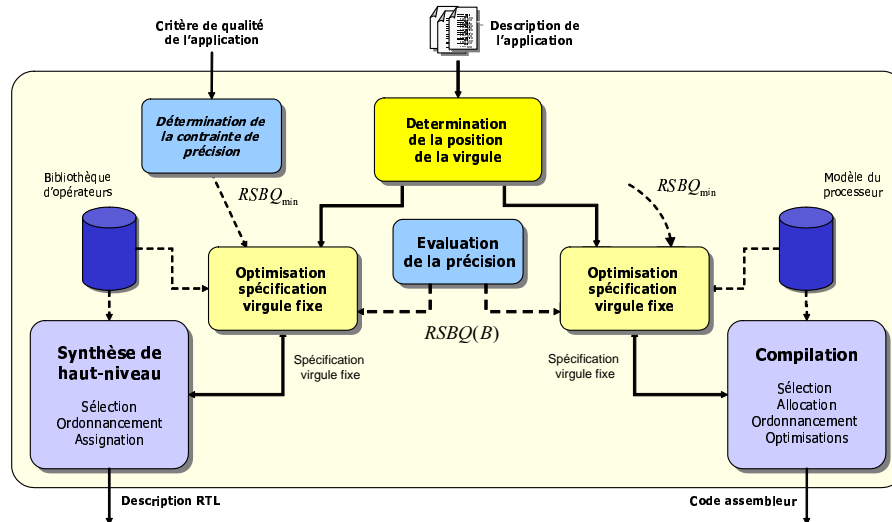 Critère de qualité
de l'application
Description de
l'application
Détermination de
la contrainte de
précision
Determination
de la position
de la virgule
Bibliothèque
d'opérateurs
RSBQmin
RSBQmin
Modèle du
processeur
Optimisation
spécification
virgule fixe
Evaluation
de la précision
Optimisation
spécification
virgule fixe
RSBQ(B)
Synthèse de
haut-niveau
Sélection
Ordonnancement
Assignation
Spécification
virgule fixe
Spécification
virgule fixe
Compilation
Sélection
Allocation
Ordonnancement
Optimisations
Description RTL
Code assembleur